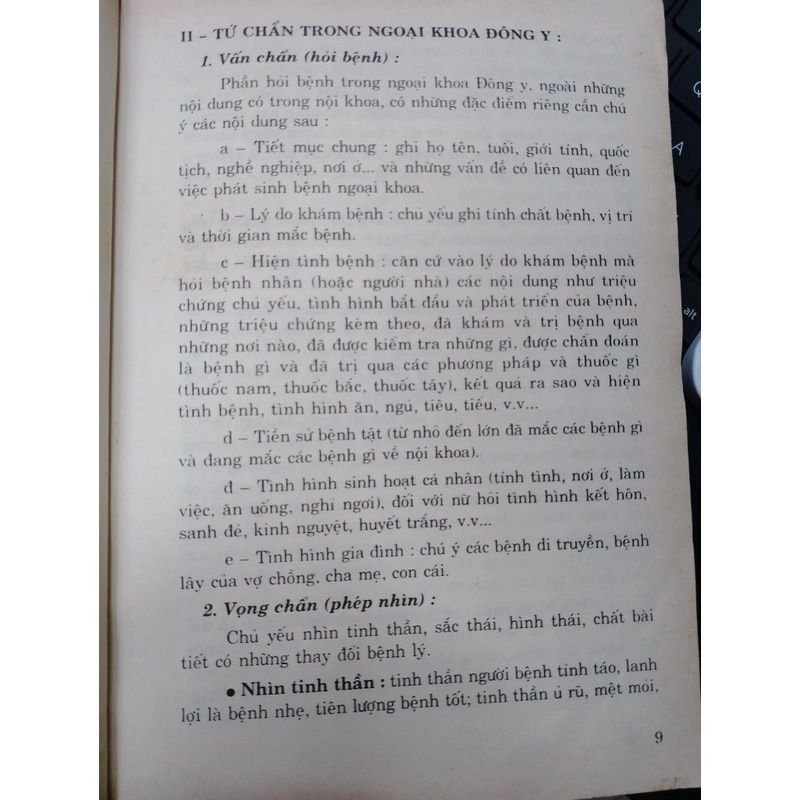 II – TỨ CHẨN TRONG NGOẠI KHOA ĐÔNG Y :
1. Vấn chẩn (hỏi bệnh) :
Phần hỏi bệnh trong ngoại khoa Đông y, ngoài những
nội dung có trong nội khoa, có những đặc điểm riêng cần chú
ý các nội dung sau :
a – Tiết mục chung : ghi họ tên, tuổi, giới tính, quốc
tịch, nghề nghiệp, nơi ở... và những vấn đề có liên quan đến
việc phát sinh bệnh ngoại khoa.
b – Lý do khám bệnh : chủ yếu ghi tính chất bệnh, vị trí
và thời gian mắc bệnh.
c – Hiện tình bệnh : căn cứ vào lý do khám bệnh mà
hỏi bệnh nhân (hoặc người nhà) các nội dung như triệu
chứng chủ yếu, tình hình bắt đầu và phát triển của bệnh,
những triệu chứng kèm theo, đã khám và trị bệnh qua
những nơi nào, đã được kiểm tra những gì, được chẩn đoán
là bệnh gì và đã trị qua các phương pháp và thuốc gì
(thuốc nam, thuốc bắc, thuốc tây), kết quả ra sao và hiện
tình bệnh, tình hình ăn, ngủ, tiêu, tiểu, v.v...
d – Tiền sử bệnh tật (từ nhỏ đến lớn đã mắc các bệnh gì
và đang mắc các bệnh gì về nội khoa).
đ – Tình hình sinh hoạt cá nhân (tính tình, nơi ở, làm
việc, ăn uống, nghỉ ngơi), đối với nữ hỏi tình hình kết hôn,
sanh đẻ, kinh nguyệt, huyết trắng, v.v...
e – Tình hình gia đình : chú ý các bệnh di truyền, bệnh
lây của vợ chồng, cha mẹ, con cái.
2. Vọng chẩn (phép nhìn) :
Chủ yếu nhìn tinh thần, sắc thái, hình thái, chất bài
tiết có những thay đổi bệnh lý.
● Nhìn tinh thần : tinh thần người bệnh tỉnh táo, lanh
lợi là bệnh nhẹ, tiên lượng bệnh tốt; tinh thần ủ rũ, mệt mỏi,
9
A
alt